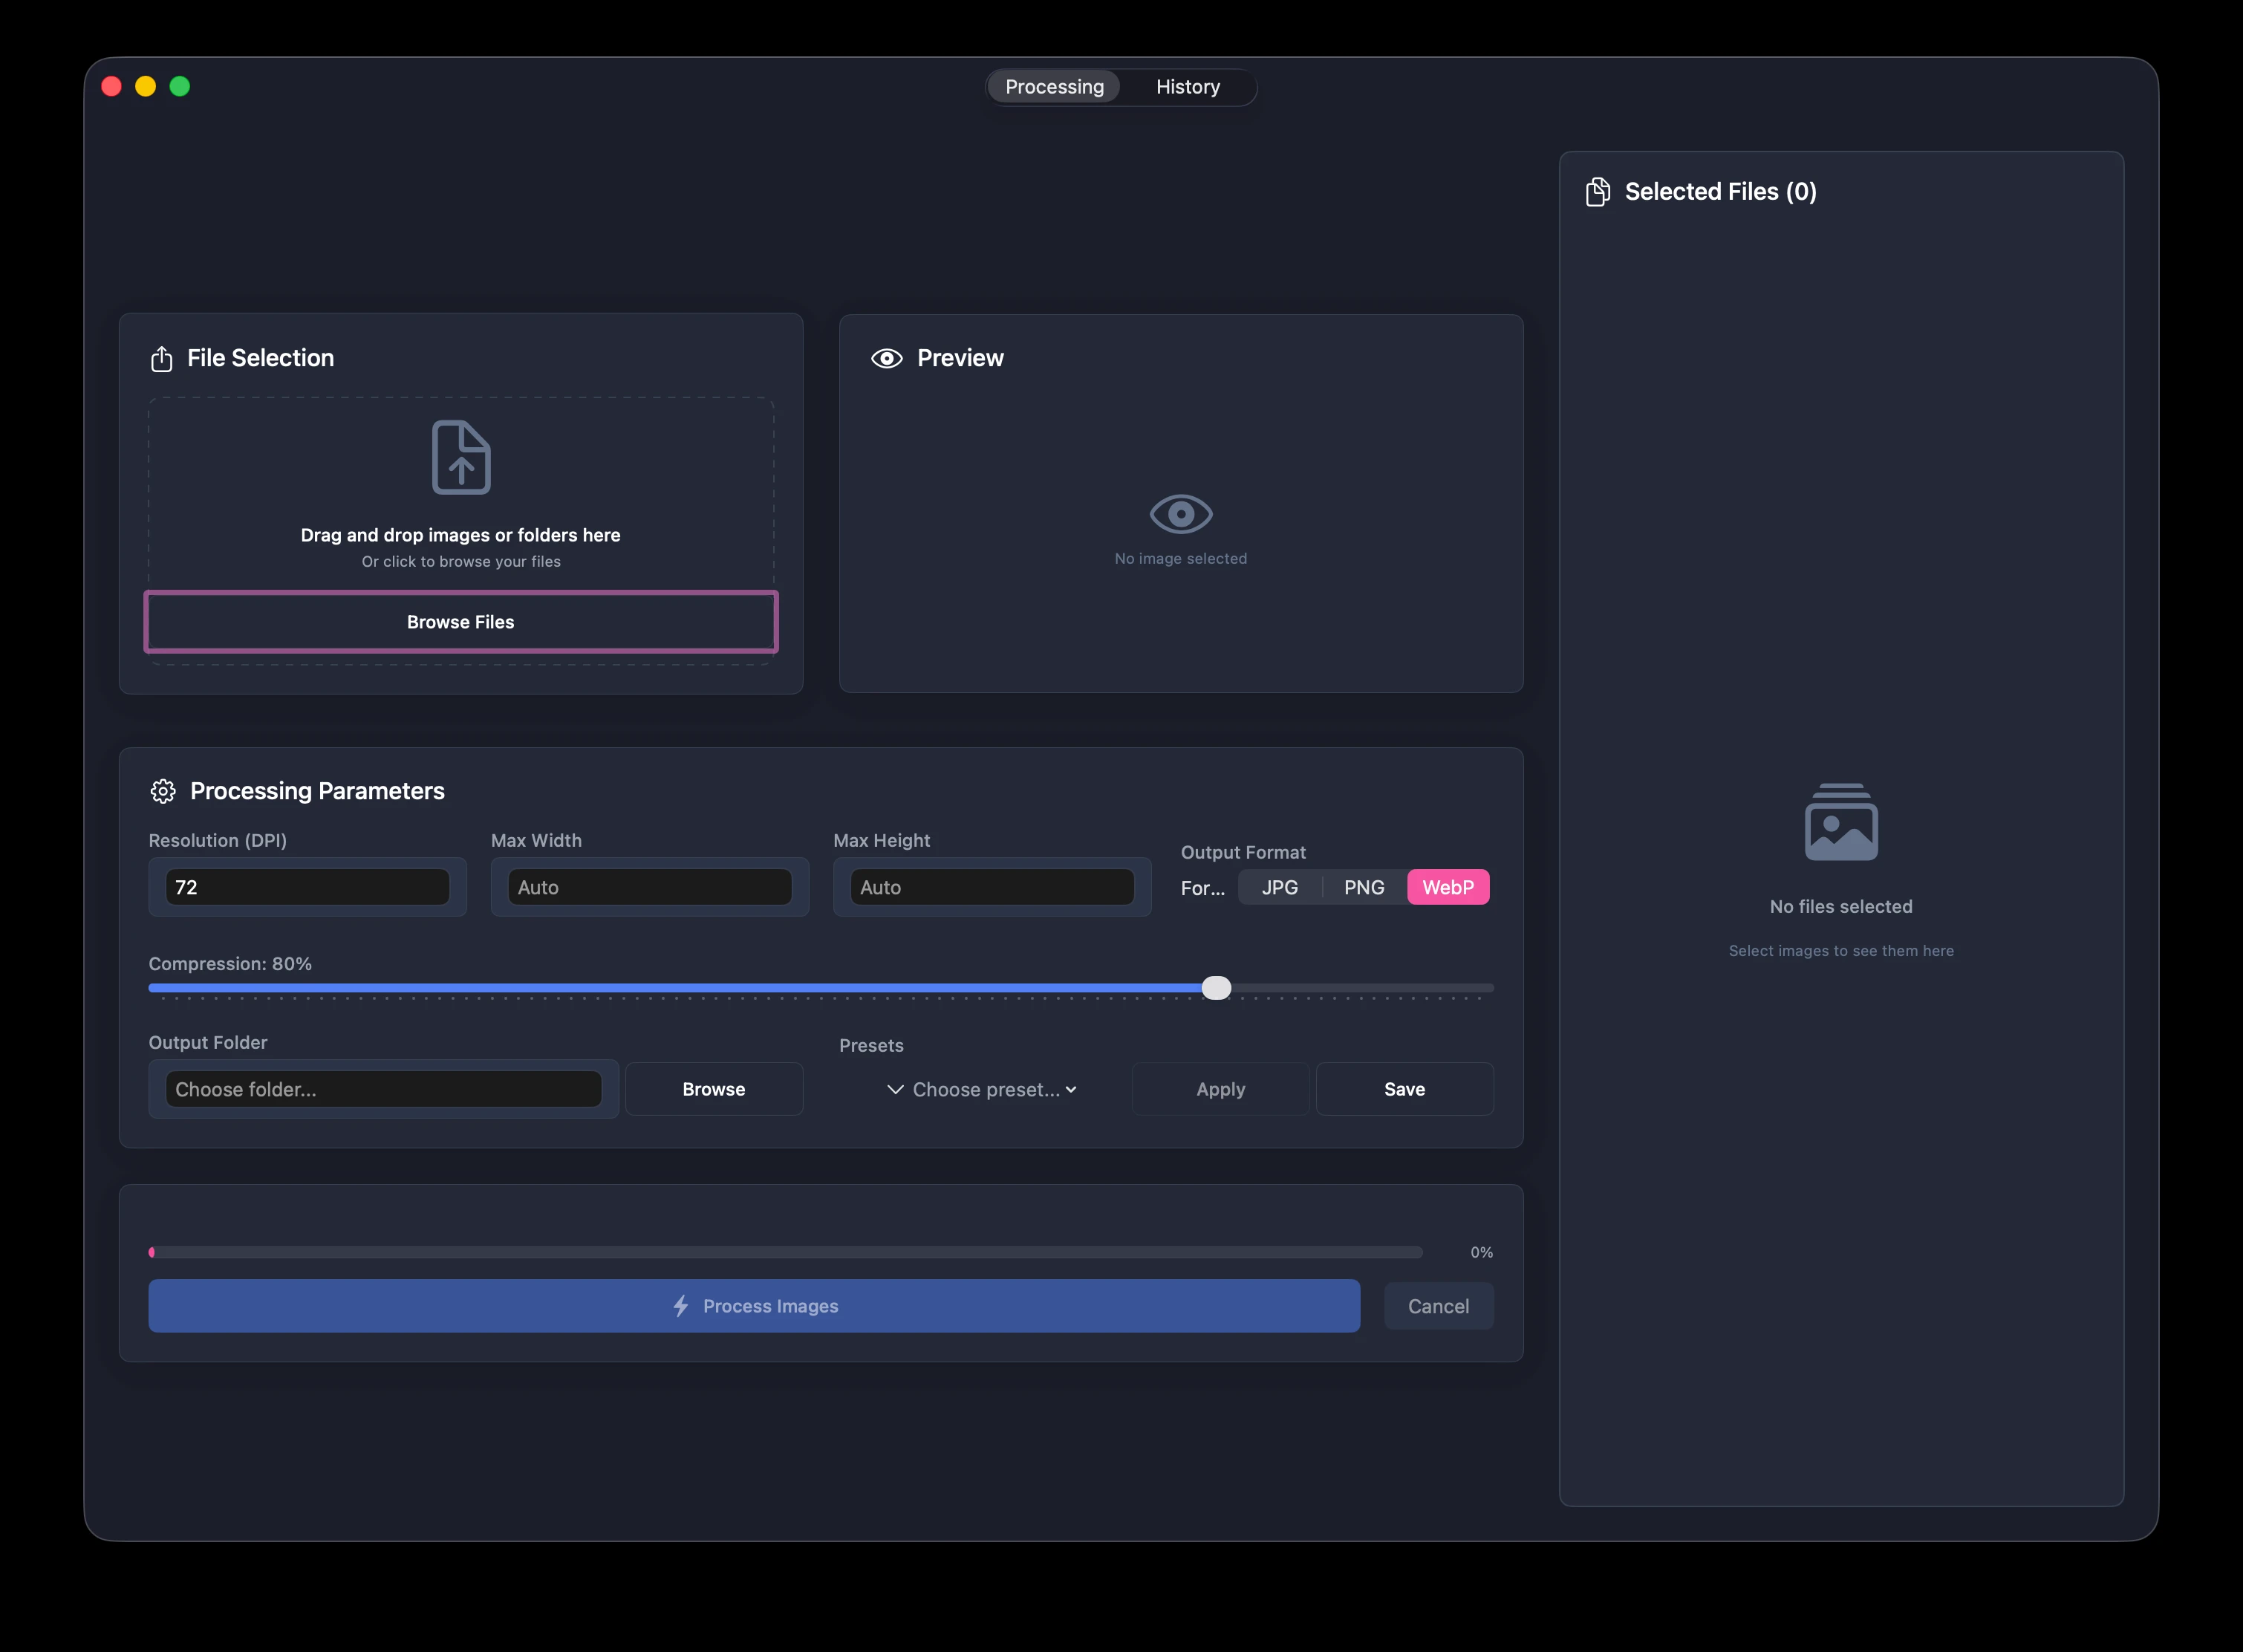 Processing
History
File Selection
Drag and drop images or folders here
Or click to browse your files
Browse Files
Preview
No image selected
Selected Files (0)
No files selected
Select images to see them here
Processing Parameters
Resolution (DPI)
72
Max Width
Auto
Max Height
Auto
Output Format
For...
JPG
PNG
WebP
Compression: 80%
Output Folder
Choose folder...
Browse
Presets
Choose preset...
Apply
Save
0%
Process Images
Cancel